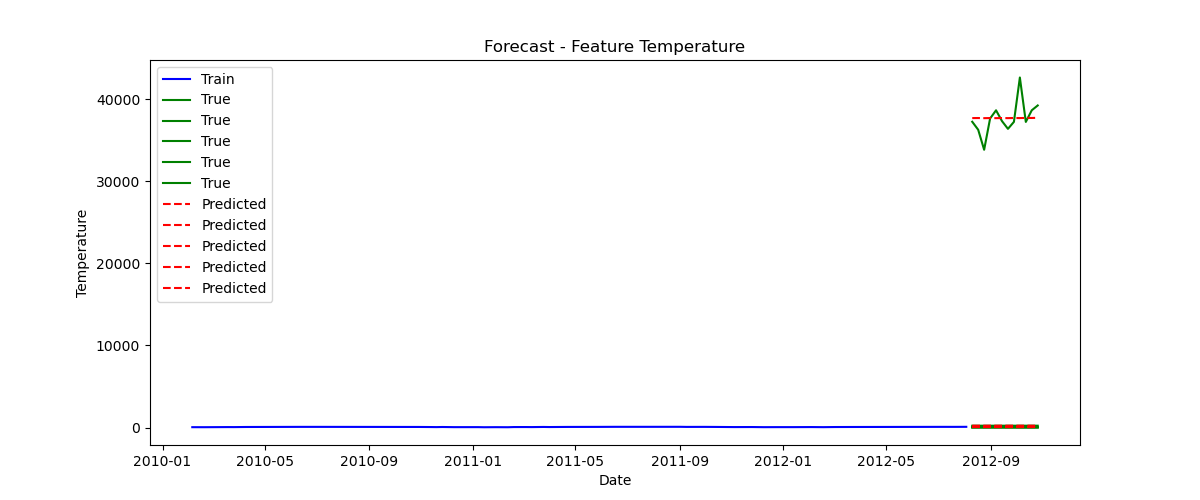 Forecast - Feature Temperature
Train
True
True
True
True
True
Predicted
Predicted
Predicted
Predicted
Predicted
40000
30000
20000
10000
0
Temperature
2010-01
2010-05
2010-09
2011-01
2011-05
2011-09
2012-01
2012-05
2012-09
Date